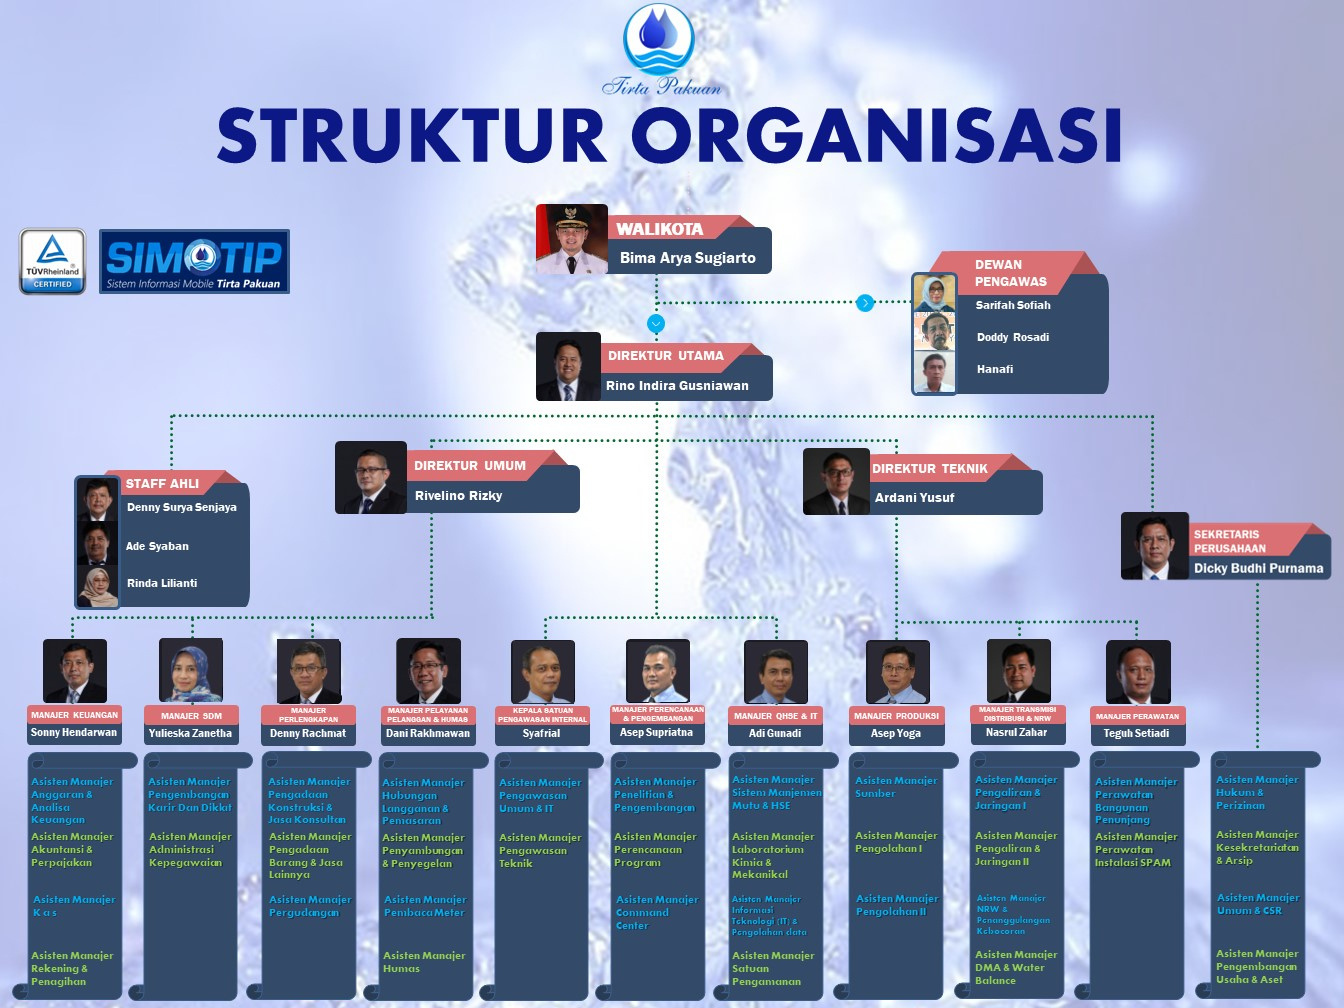 Tirta Pakuan
STRUKTUR ORGANISASI
TÜVRheinland
®
CERTIFIED
SIMOTIP
Sistem Informasi Mobile Tirta Pakuan
WALIKOTA
Bima Arya Sugiarto
DEWAN
PENGAWAS
Sarifah Sofiah
Doddy Rosadi
Hanafi
DIREKTUR UTAMA
Rino Indira Gusniawan
STAFF AHLI
Denny Surya Senjaya
Ade Syaban
Rinda Lilianti
DIREKTUR UMUM
Rivelino Rizky
DIREKTUR TEKNIK
Ardani Yusuf
SEKRETARIS
PERUSAHAAN
Dicky Budhi Purnama
MANAJER KEUANGAN
Sonny Hendarwan
MANAJER SDM
Yulieska Zanetha
MANAJER
PERLENGKAPAN
Denny Rachmat
MANAJER PELAYANAN
PELANGGAN & HUMAS
Dani Rakhmawan
KEPALA SATUAN
PENGAWASAN INTERNAL
Syafrial
MANAJER PERENCANAAN
& PENGEMBANGAN
Asep Supriatna
MANAJER QHSE & IT
Adi Gunadi
MANAJER PRODUKSI
Asep Yoga
MANAJER TRANSMISI
DISTRIBUSI & NRW
Nasrul Zahar
MANAJER PERAWATAN
Teguh Setiadi
Asisten Manajer
Anggaran &
Analisa
Keuangan
Asisten Manajer
Akuntansi &
Perpajakan
Asisten Manajer
K a s
Asisten Manajer
Rekening &
Penagihan
Asisten Manajer
Pengembangan
Karir Dan Diklat
Asisten Manajer
Administrasi
Kepegawaian
Asisten Manajer
Pengadaan
Konstruksi &
Jasa Konsultan
Asisten Manajer
Pengadaan
Barang & Jasa
Lainnya
Asisten Manajer
Pergudangan
Asisten Manajer
Hubungan
Langganan &
Pemasaran
Asisten Manajer
Penyambungan
& Penyegelan
Asisten Manajer
Pembaca Meter
Asisten Manajer
Humas
Asisten Manajer
Pengawasan
Umum & IT
Asisten Manajer
Pengawasan
Teknik
Asisten Manajer
Penelitian &
Pengembangan
Asisten Manajer
Perencanaan
Program
Asisten Manajer
Command
Center
Asisten Manajer
Sistem Manjemen
Mutu & HSE
Asisten Manajer
Laboratorium
Kimia &
Mekanikal
Asisten Manajer
Informasi
Teknologi (IT) &
Pengolahan data
Asisten Manajer
Satuan
Pengamanan
Asisten Manajer
Sumber
Asisten Manajer
Pengolahan I
Asisten Manajer
Pengolahan II
Asisten Manajer
Pengaliran &
Jaringan I
Asisten Manajer
Pengaliran &
Jaringan II
Asisten Manajer
NRW &
Penanggulangan
Kebocoran
Asisten Manajer
DMA & Water
Balance
Asisten Manajer
Perawatan
Bangunan
Penunjang
Asisten Manajer
Perawatan
Instalasi SPAM
Asisten Manajer
Hukum &
Perizinan
Asisten Manajer
Kesekretariatan
& Arsip
Asisten Manajer
Umum & CSR
Asisten Manajer
Pengembangan
Usaha & Aset